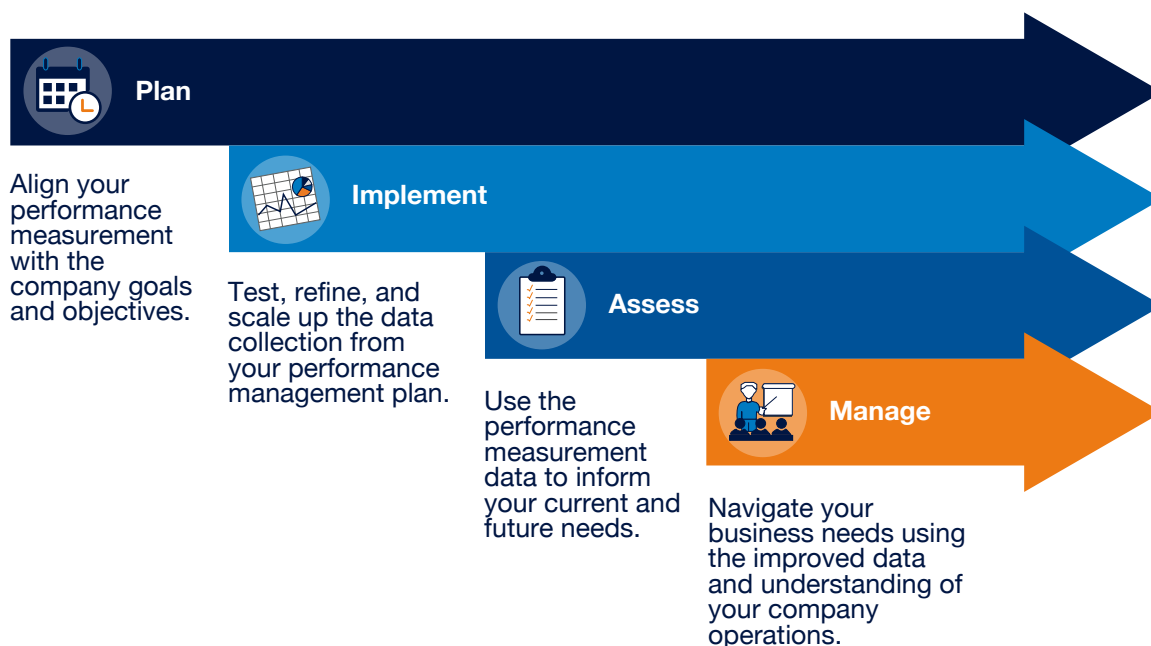 Plan
Align your
performance
measurement
with the
company goals
and objectives.
Implement
Test, refine, and
scale up the data
collection from
your performance
management plan.
Assess
Use the
performance
measurement
data to inform
your current and
future needs.
Manage
Navigate your
business needs using
the improved data
and understanding of
your company
operations.